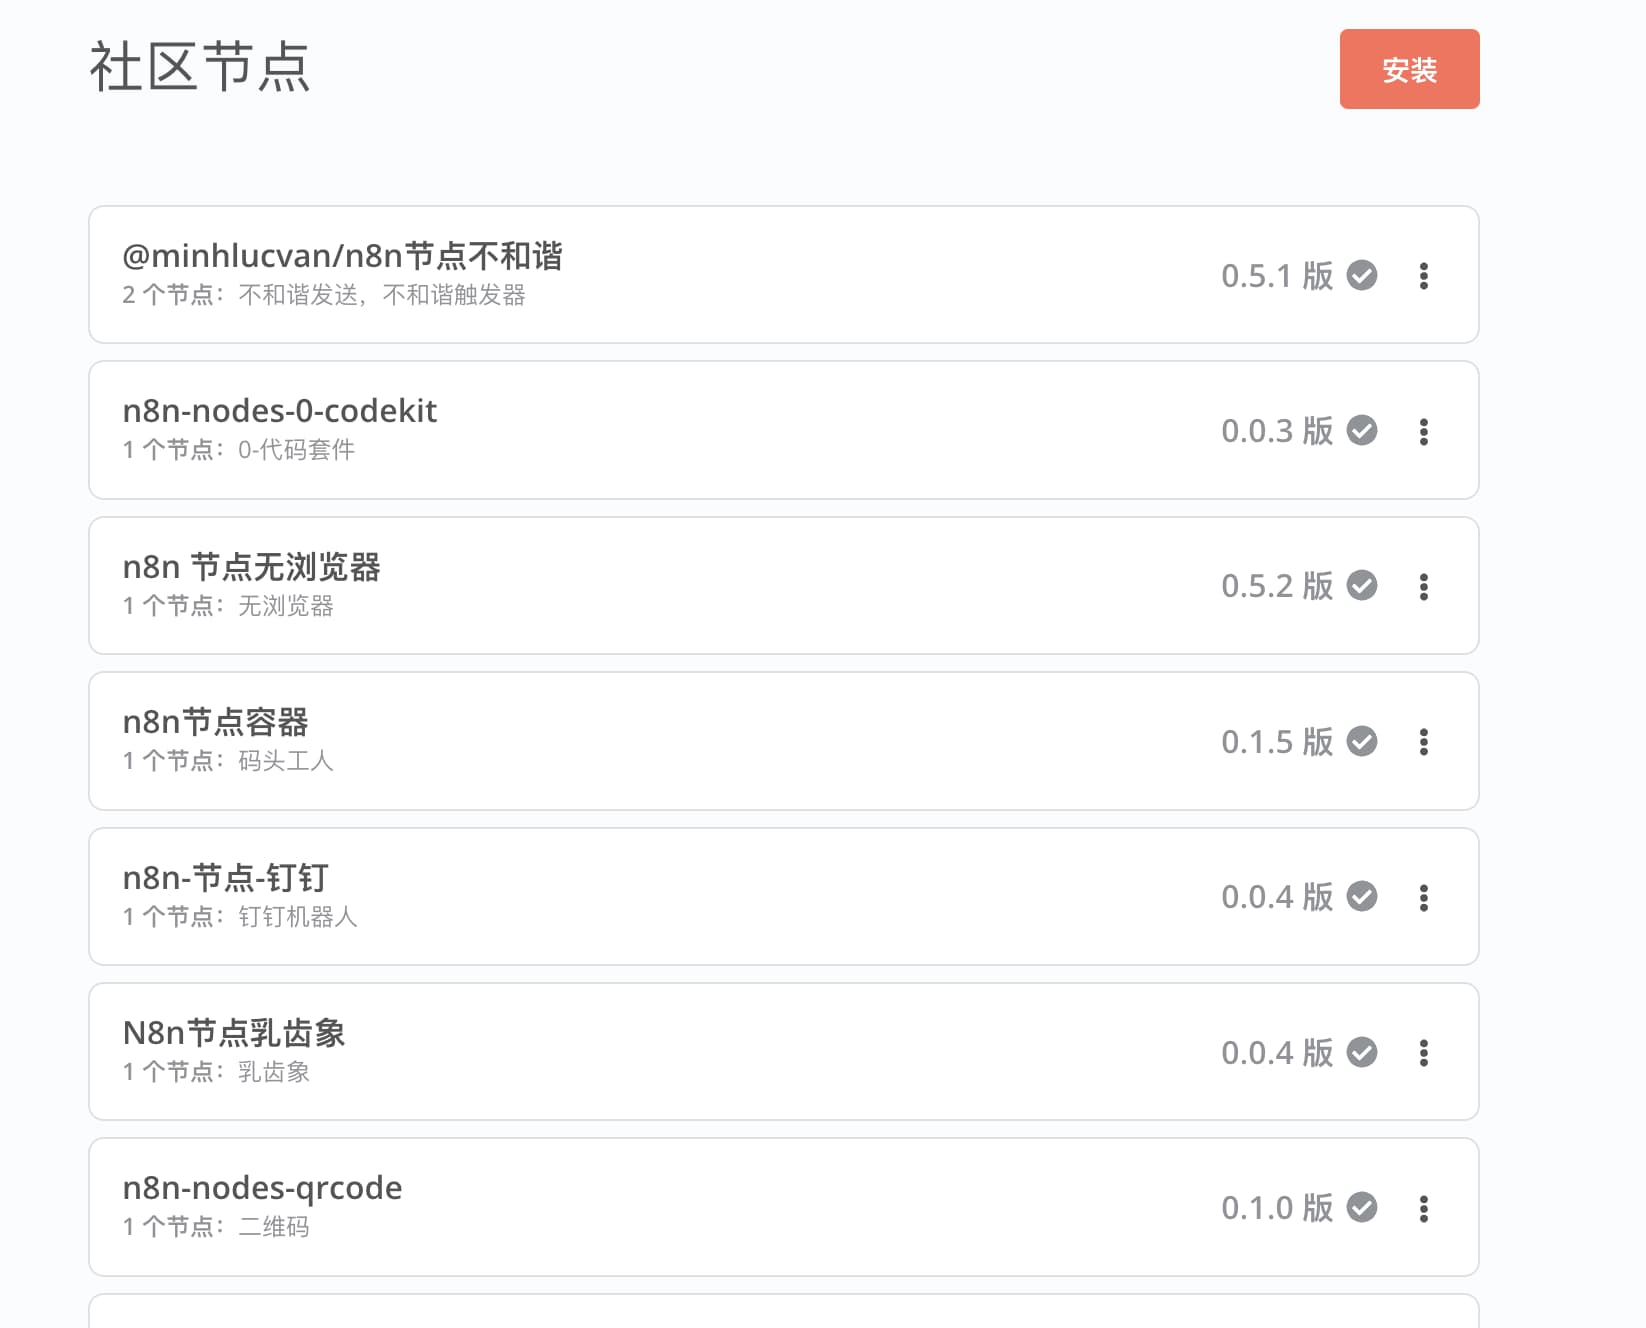 社区节点
安装
@minhlucvan/n8n节点不和谐
2 个节点：不和谐发送，不和谐触发器
0.5.1 版
n8n-nodes-0-codekit
1 个节点：0-代码套件
0.0.3 版
n8n 节点无浏览器
1 个节点：无浏览器
0.5.2 版
n8n节点容器
1 个节点：码头工人
0.1.5 版
n8n-节点-钉钉
1 个节点：钉钉机器人
0.0.4 版
N8n节点乳齿象
1 个节点：乳齿象
0.0.4 版
n8n-nodes-qrcode
1 个节点：二维码
0.1.0 版